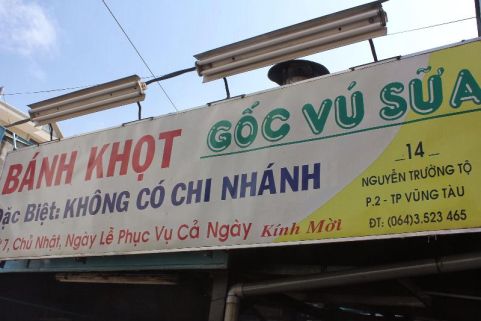 BÁNH KHỌT
GỐC VÚ SỮA
Đặc Biệt: KHÔNG CÓ CHI NHÁNH
7, Chủ Nhật, Ngày Lễ Phục Vụ Cả Ngày Kính Mời
14
NGUYỄN TRƯỜNG TỘ
P.2 - TP VŨNG TÀU
ĐT: (064)3.523 465